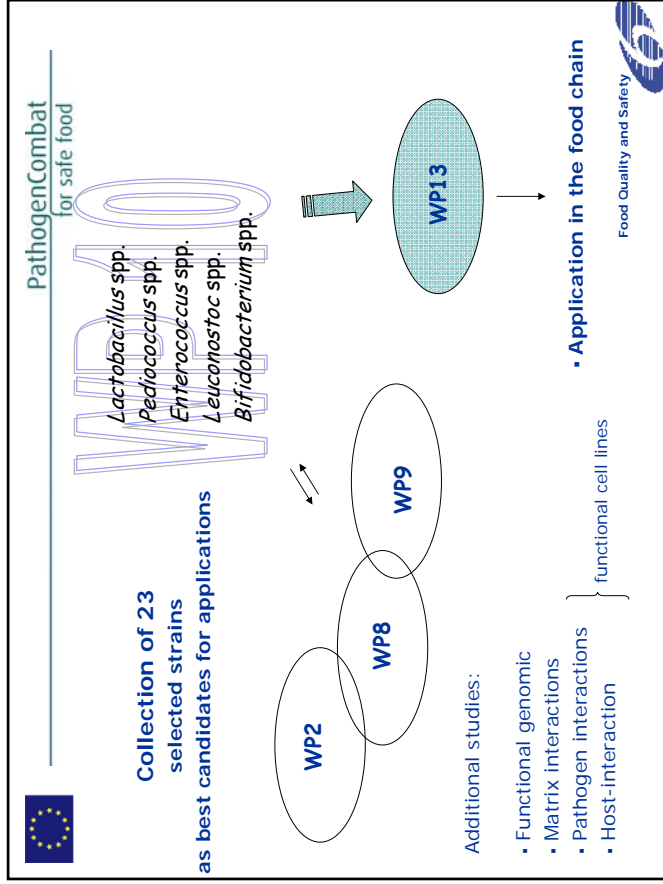 PathogenCombat
for safe food
WP10
Lactobacillus spp.
Pediococcus spp.
Enterococcus spp.
Leuconostoc spp.
Bifidobacterium spp.
Collection of 23
selected strains
as best candidates for applications
WP2
WP8
WP9
WP13
Additional studies:
▪ Functional genomic
▪ Matrix interactions
▪ Pathogen interactions
▪ Host-interaction
functional cell lines
▪ Application in the food chain
Food Quality and Safety
6